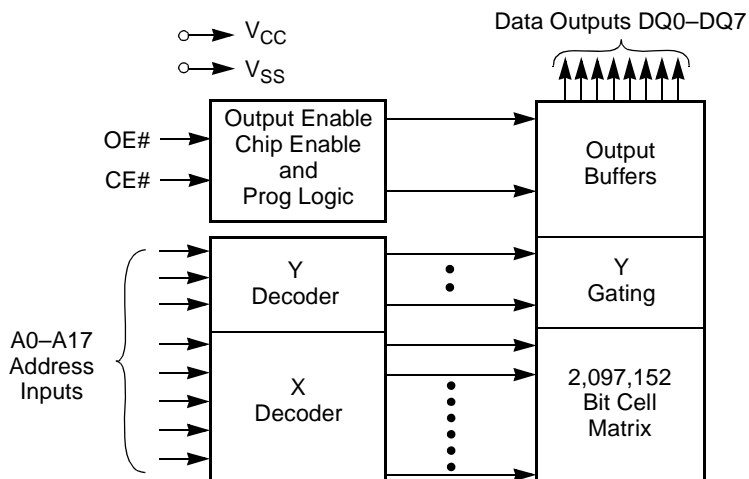 Data Outputs DQ0–DQ7
VCC
VSS
OE#
CE#
Output Enable
Chip Enable
and
Prog Logic
Output
Buffers
Y
Decoder
Y
Gating
A0–A17
Address
Inputs
X
Decoder
2,097,152
Bit Cell
Matrix